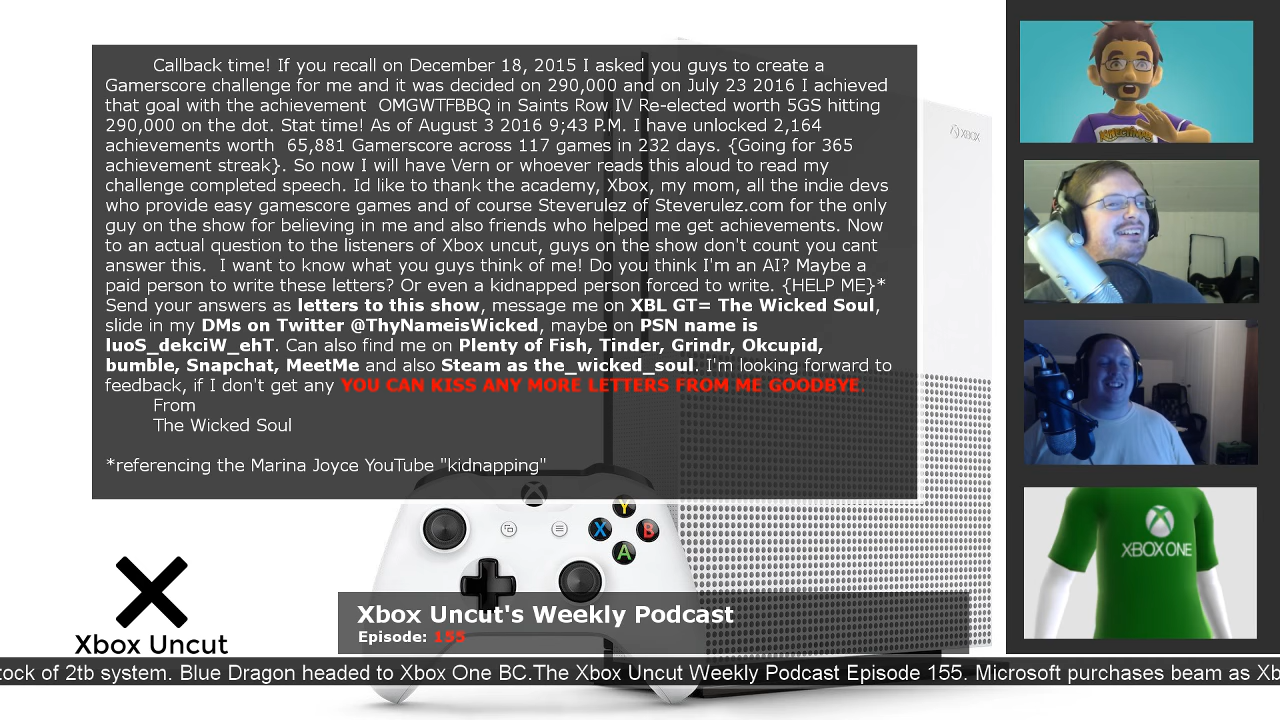 Callback time! If you recall on December 18, 2015 I asked you guys to create a
Gamerscore challenge for me and it was decided on 290,000 and on July 23 2016 I achieved
that goal with the achievement  OMGWTFBBQ in Saints Row IV Re-elected worth 5GS hitting
290,000 on the dot. Stat time! As of August 3 2016 9;43 P.M. I have unlocked 2,164
achievements worth  65,881 Gamerscore across 117 games in 232 days. {Going for 365
achievement streak}. So now I will have Vern or whoever reads this aloud to read my
challenge completed speech. Id like to thank the academy, Xbox, my mom, all the indie devs
who provide easy gamescore games and of course Steverulez of Steverulez.com for the only
guy on the show for believing in me and also friends who helped me get achievements. Now
to an actual question to the listeners of Xbox uncut, guys on the show don't count you cant
answer this.  I want to know what you guys think of me! Do you think I'm an AI? Maybe a
paid person to write these letters? Or even a kidnapped person forced to write. {HELP ME}*
Send your answers as letters to this show, message me on XBL GT= The Wicked Soul,
slide in my DMs on Twitter @ThyNameisWicked, maybe on PSN name is
luoS_dekciW_ehT. Can also find me on Plenty of Fish, Tinder, Grindr, Okcupid,
bumble, Snapchat, MeetMe and also Steam as the_wicked_soul. I'm looking forward to
feedback, if I don't get any YOU CAN KISS ANY MORE LETTERS FROM ME GOODBYE.
From
The Wicked Soul
*referencing the Marina Joyce YouTube "kidnapping"
XBOX
XBOX ONE
Y
X
B
A
Xbox Uncut
Xbox Uncut's Weekly Podcast
Episode: 155
tock of 2tb system. Blue Dragon headed to Xbox One BC.The Xbox Uncut Weekly Podcast Episode 155. Microsoft purchases beam as Xb